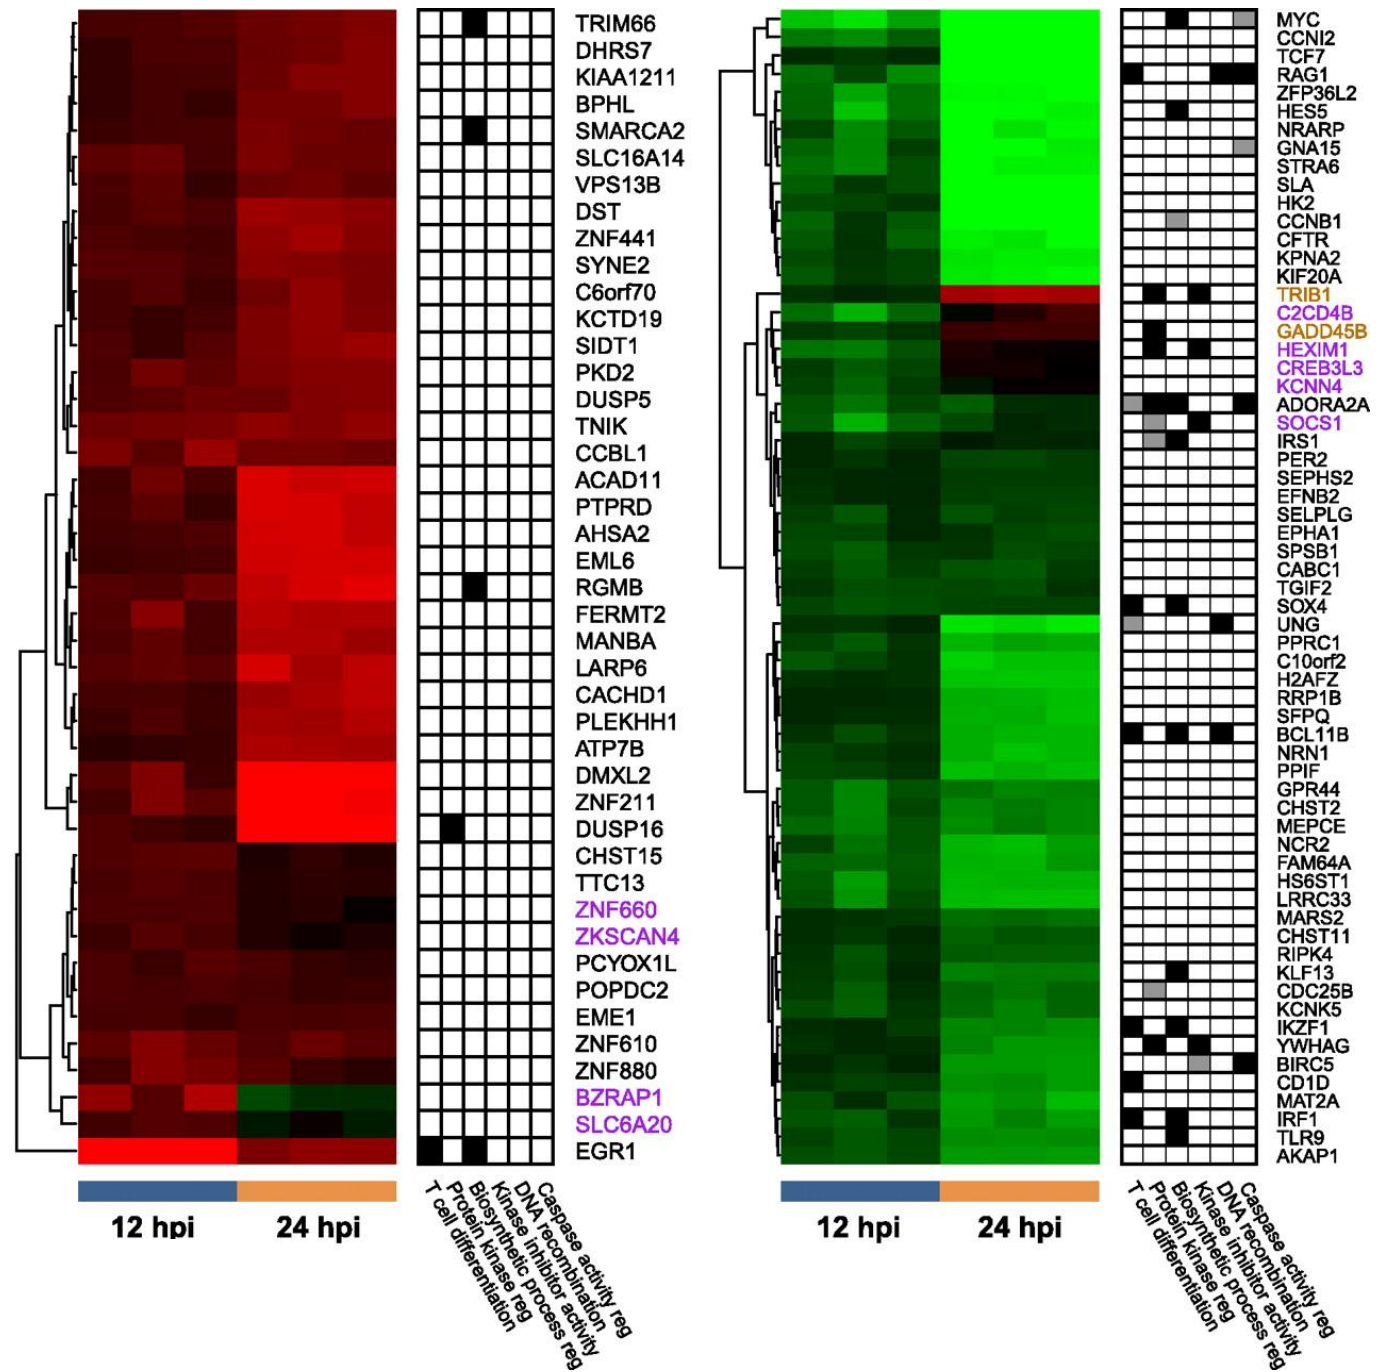 TRIM66
DHRS7
KIAA1211
BPHL
SMARCA2
SLC16A14
VPS13B
DST
ZNF441
SYNE2
C6orf70
KCTD19
SIDT1
PKD2
DUSP5
TNIK
CCBL1
ACAD11
PTPRD
AHSA2
EML6
RGMB
FERMT2
MANBA
LARP6
CACHD1
PLEKHH1
ATP7B
DMXL2
ZNF211
DUSP16
CHST15
TTC13
ZNF660
ZKSCAN4
PCYOX1L
POPDC2
EME1
ZNF610
ZNF880
BZRAP1
SLC6A20
EGR1
12 hpi
24 hpi
T cell differentiation
Protein kinase reg
Biosynthetic process reg
Kinase inhibitor activity
DNA recombination
Caspase activity reg
MYC
CCNI2
TCF7
RAG1
ZFP36L2
HES5
NRARP
GNA15
STRA6
SLA
HK2
CCNB1
CFTR
KPNA2
KIF20A
TRIB1
C2CD4B
GADD45B
HEXIM1
CREB3L3
KCNN4
ADORA2A
SOCS1
IRS1
PER2
SEPHS2
EFNB2
SELPLG
EPHA1
SPSB1
CABC1
TGIF2
SOX4
UNG
PPRC1
C10orf2
H2AFZ
RRP1B
SFPQ
BCL11B
NRN1
PPIF
GPR44
CHST2
MEPCE
NCR2
FAM64A
HS6ST1
LRRC33
MARS2
CHST11
RIPK4
KLF13
CDC25B
KCNK5
IKZF1
YWHAG
BIRC5
CD1D
MAT2A
IRF1
TLR9
AKAP1
12 hpi
24 hpi
T cell differentiation
Protein kinase reg
Biosynthetic process reg
Kinase inhibitor activity
DNA recombination
Caspase activity reg